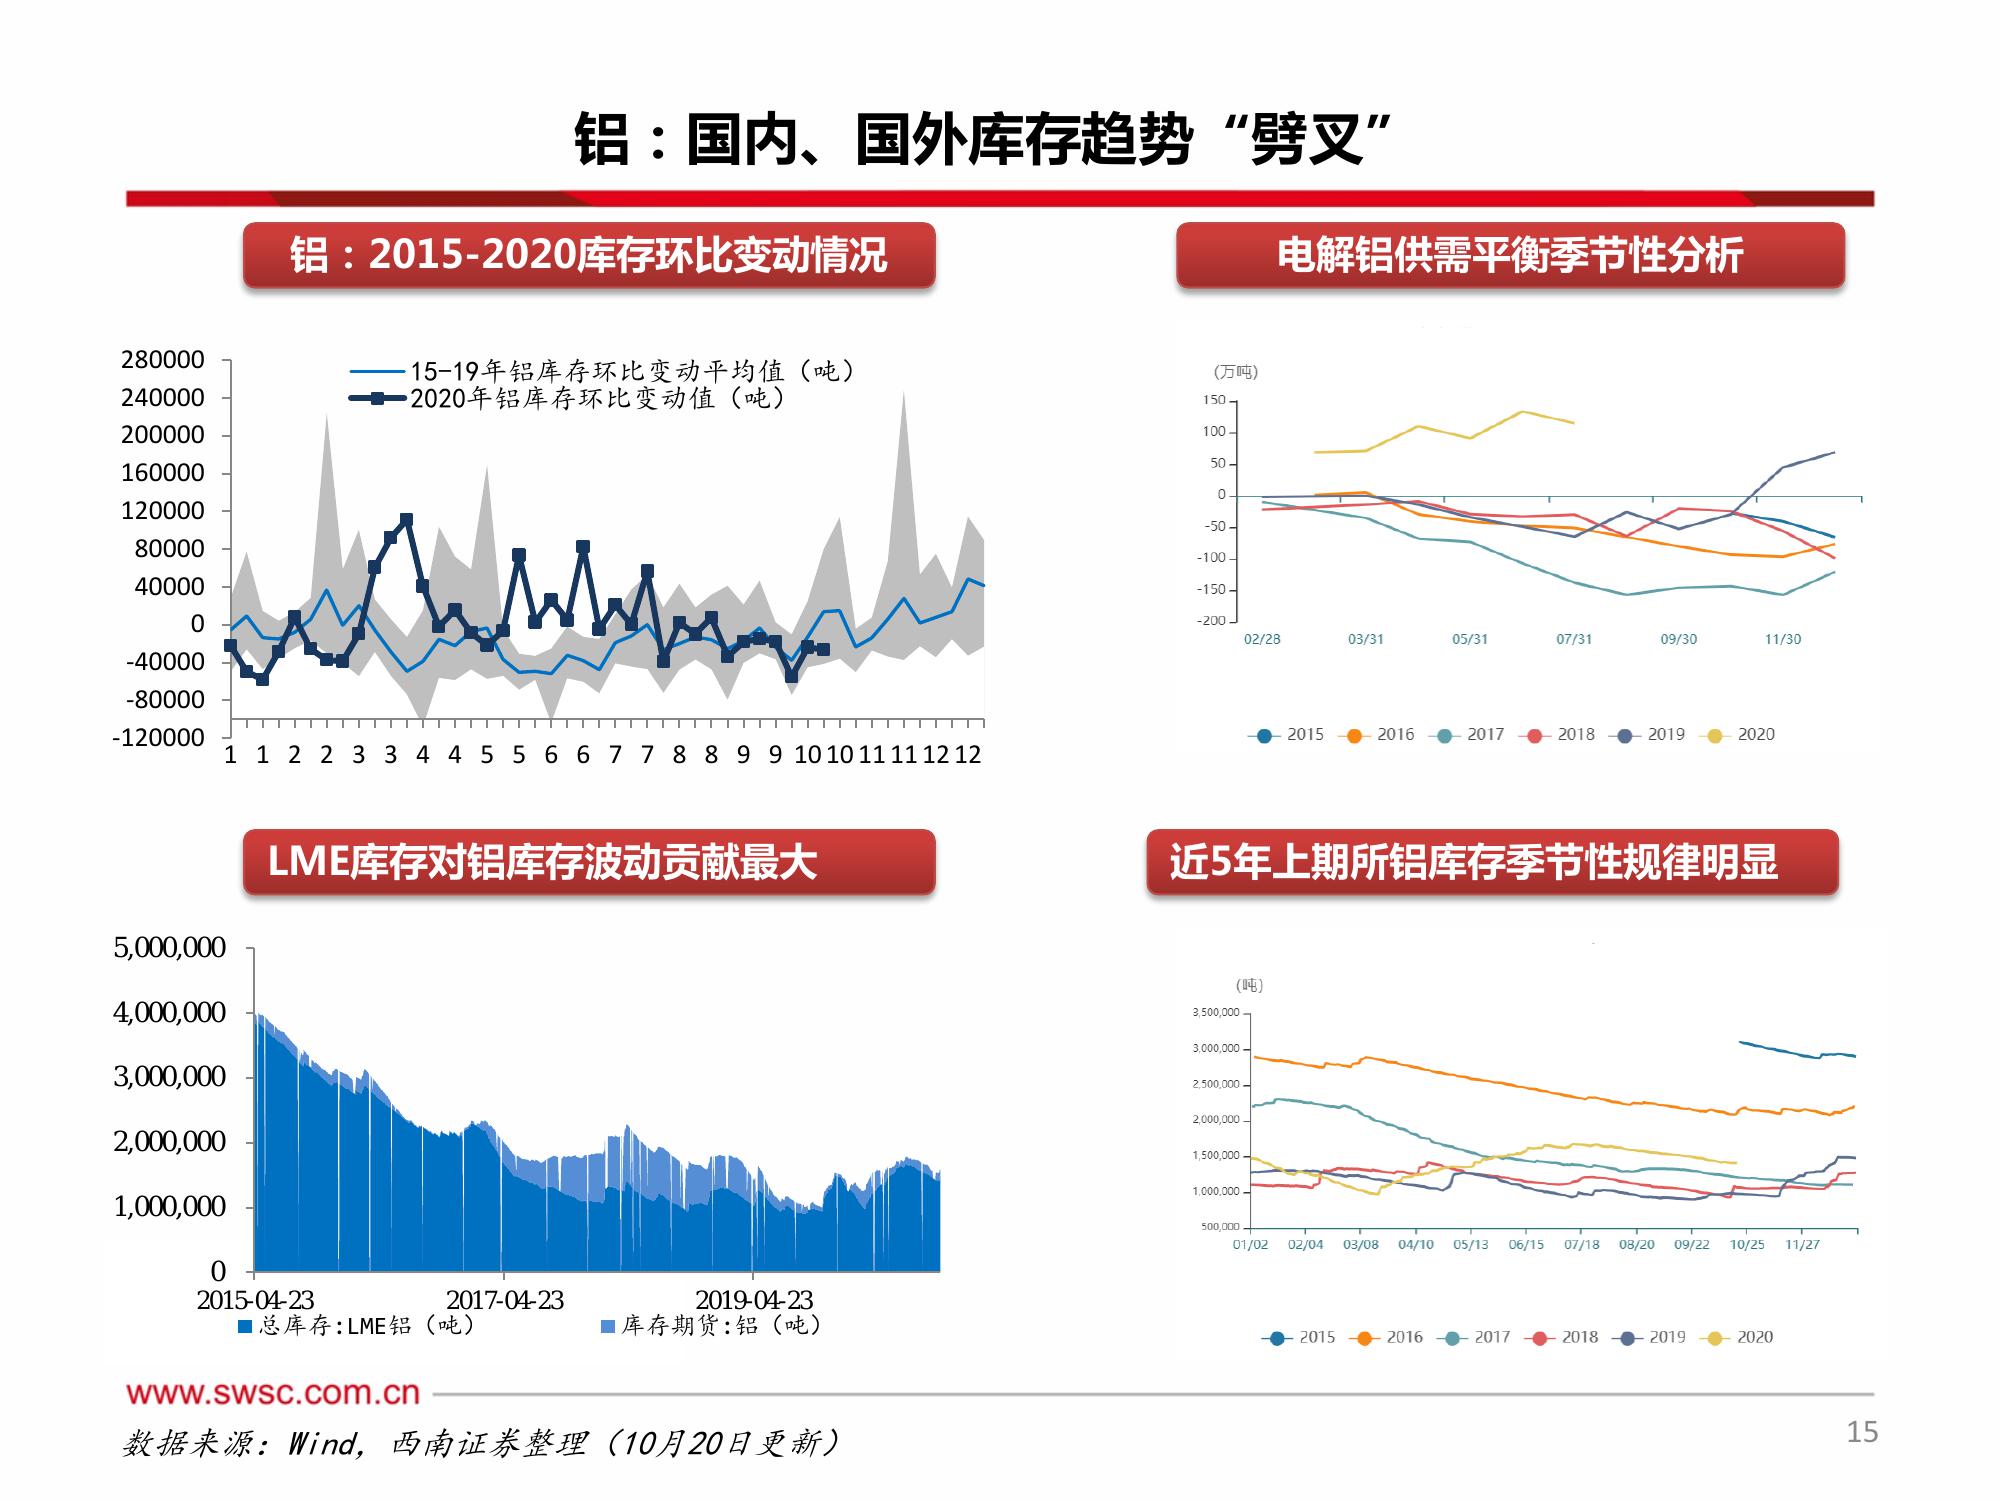 铝：国内、国外库存趋势“劈叉”
铝：2015-2020库存环比变动情况
280000
240000
200000
160000
120000
80000
40000
0
-40000
-80000
-120000
15-19年铝库存环比变动平均值（吨）
2020年铝库存环比变动值（吨）
1 1 2 2 3 3 4 4 5 5 6 6 7 7 8 8 9 9 10 10 11 11 12 12
电解铝供需平衡季节性分析
(万吨)
150
100
50
0
-50
-100
-150
-200
02/28 03/31 05/31 07/31 09/30 11/30
2015 2016 2017 2018 2019 2020
LME库存对铝库存波动贡献最大
5,000,000
4,000,000
3,000,000
2,000,000
1,000,000
0
2015-04-23 2017-04-23 2019-04-23
总库存:LME铝（吨） 库存期货:铝（吨）
近5年上期所铝库存季节性规律明显
(吨)
3,500,000
3,000,000
2,500,000
2,000,000
1,500,000
1,000,000
500,000
01/02 02/04 03/08 04/10 05/13 06/15 07/18 08/20 09/22 10/25 11/27
2015 2016 2017 2018 2019 2020
www.swsc.com.cn
数据来源：Wind，西南证券整理（10月20日更新）
15